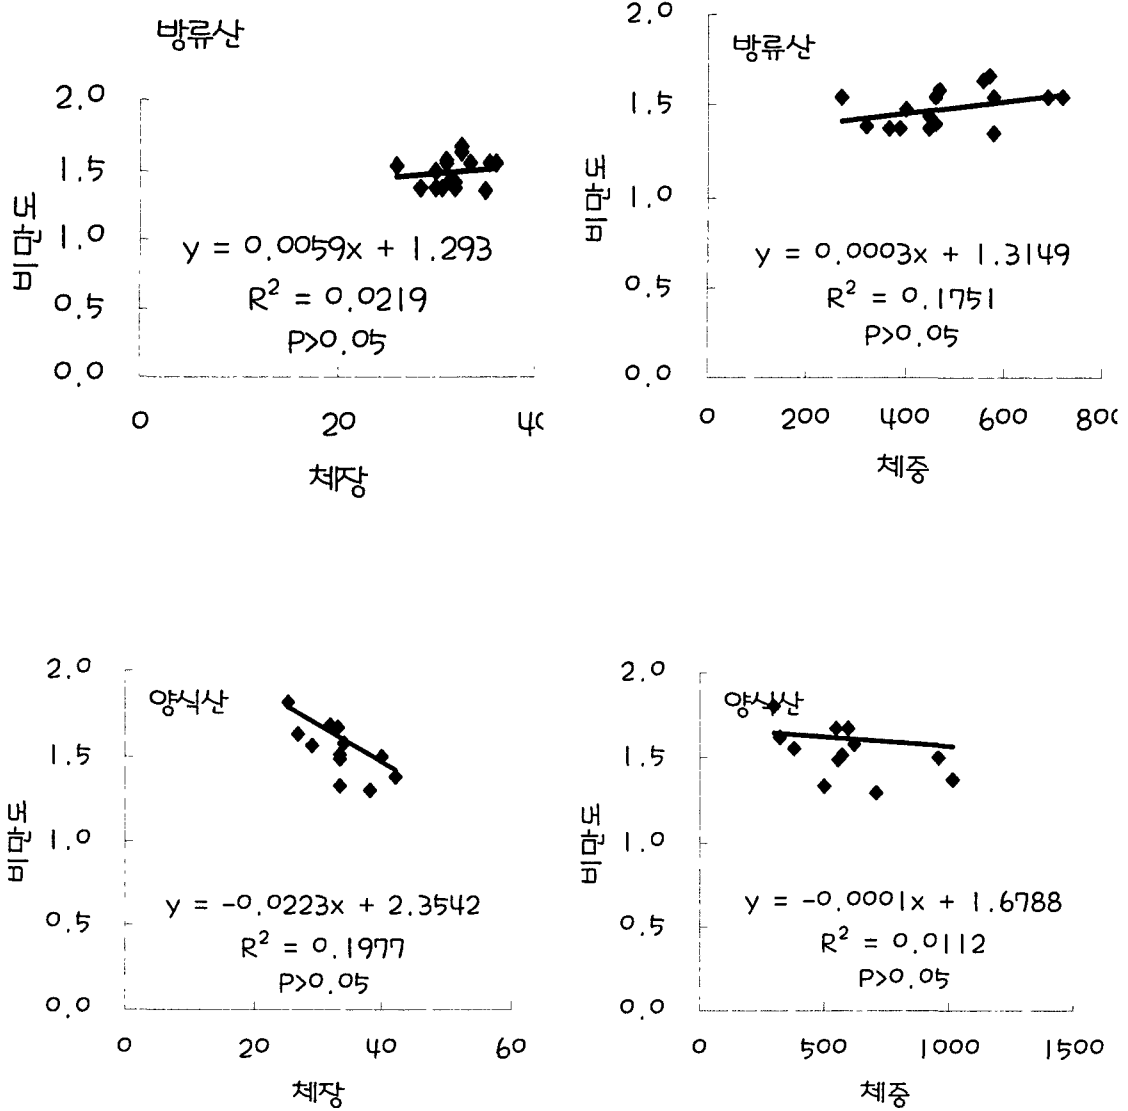 방류산
2.0
1.5
1.0
0.5
0.0
비만도
y = 0.0059x + 1.293
R² = 0.0219
P>0.05
0 20 40
체장
방류산
2.0
1.5
1.0
0.5
0.0
비만도
y = 0.0003x + 1.3149
R² = 0.1751
P>0.05
0 200 400 600 800
체중
양식산
2.0
1.5
1.0
0.5
0.0
비만도
y = -0.0223x + 2.3542
R² = 0.1977
P>0.05
0 20 40 60
체장
양식산
2.0
1.5
1.0
0.5
0.0
비만도
y = -0.0001x + 1.6788
R² = 0.0112
P>0.05
0 500 1000 1500
체중